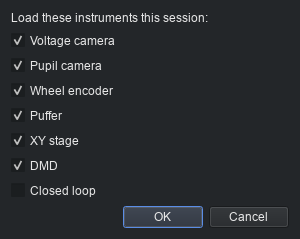 Load these instruments this session:
Voltage camera
Pupil camera
Wheel encoder
Puffer
XY stage
DMD
Closed loop
OK Cancel